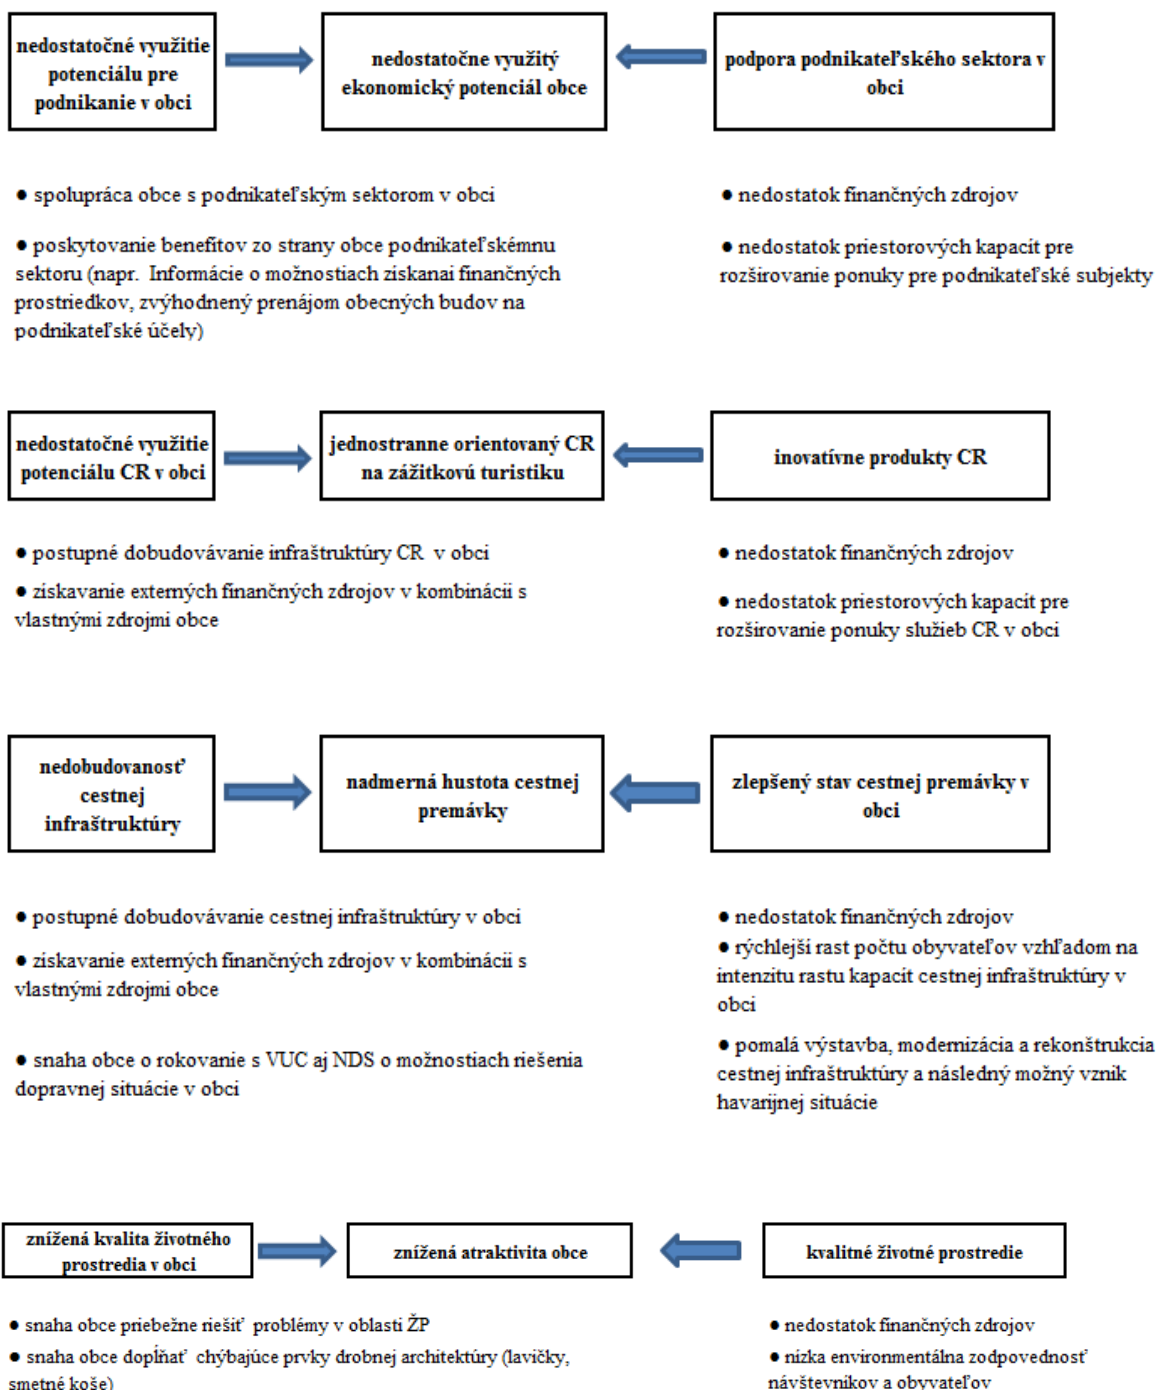 nedostatočné využitie
potenciálu pre
podnikanie v obci
nedostatočne využitý
ekonomický potenciál obce
podpora podnikateľského sektora v
obci
● spolupráca obce s podnikateľským sektorom v obci
● poskytovanie benefitov zo strany obce podnikateľskémnu
sektoru (napr.  Informácie o možnostiach získanai finančných
prostriedkov, zvýhodnený prenájom obecných budov na
podnikateľské účely)
● nedostatok finančných zdrojov
● nedostatok priestorových kapacít pre
rozširovanie ponuky pre podnikateľské subjekty
nedostatočné využitie
potenciálu CR v obci
jednostranne orientovaný CR
na zážitkovú turistiku
inovatívne produkty CR
● postupné dobudovávanie infraštruktúry CR  v obci
● získavanie externých finančných zdrojov v kombinácii s
vlastnými zdrojmi obce
● nedostatok finančných zdrojov
● nedostatok priestorových kapacít pre
rozširovanie ponuky služieb CR v obci
nedobudovanosť
cestnej
infraštruktúry
nadmerná hustota cestnej
premávky
zlepšený stav cestnej premávky v
obci
● postupné dobudovávanie cestnej infraštruktúry v obci
● získavanie externých finančných zdrojov v kombinácii s
vlastnými zdrojmi obce
● snaha obce o rokovanie s VUC aj NDS o možnostiach riešenia
dopravnej situácie v obci
● nedostatok finančných zdrojov
● rýchlejší rast počtu obyvateľov vzhľadom na
intenzitu rastu kapacít cestnej infraštruktúry v
obci
● pomalá výstavba, modernizácia a rekonštrukcia
cestnej infraštruktúry a následný možný vznik
havarijnej situácie
znížená kvalita životného
prostredia v obci
znížená atraktivita obce
kvalitné životné prostredie
● snaha obce priebežne riešiť  problémy v oblasti ŽP
● snaha obce dopĺňať  chýbajúce prvky drobnej architektúry (lavičky,
smetné koše)
● nedostatok finančných zdrojov
● nízka environmentálna zodpovednosť
návštevníkov a obyvateľov